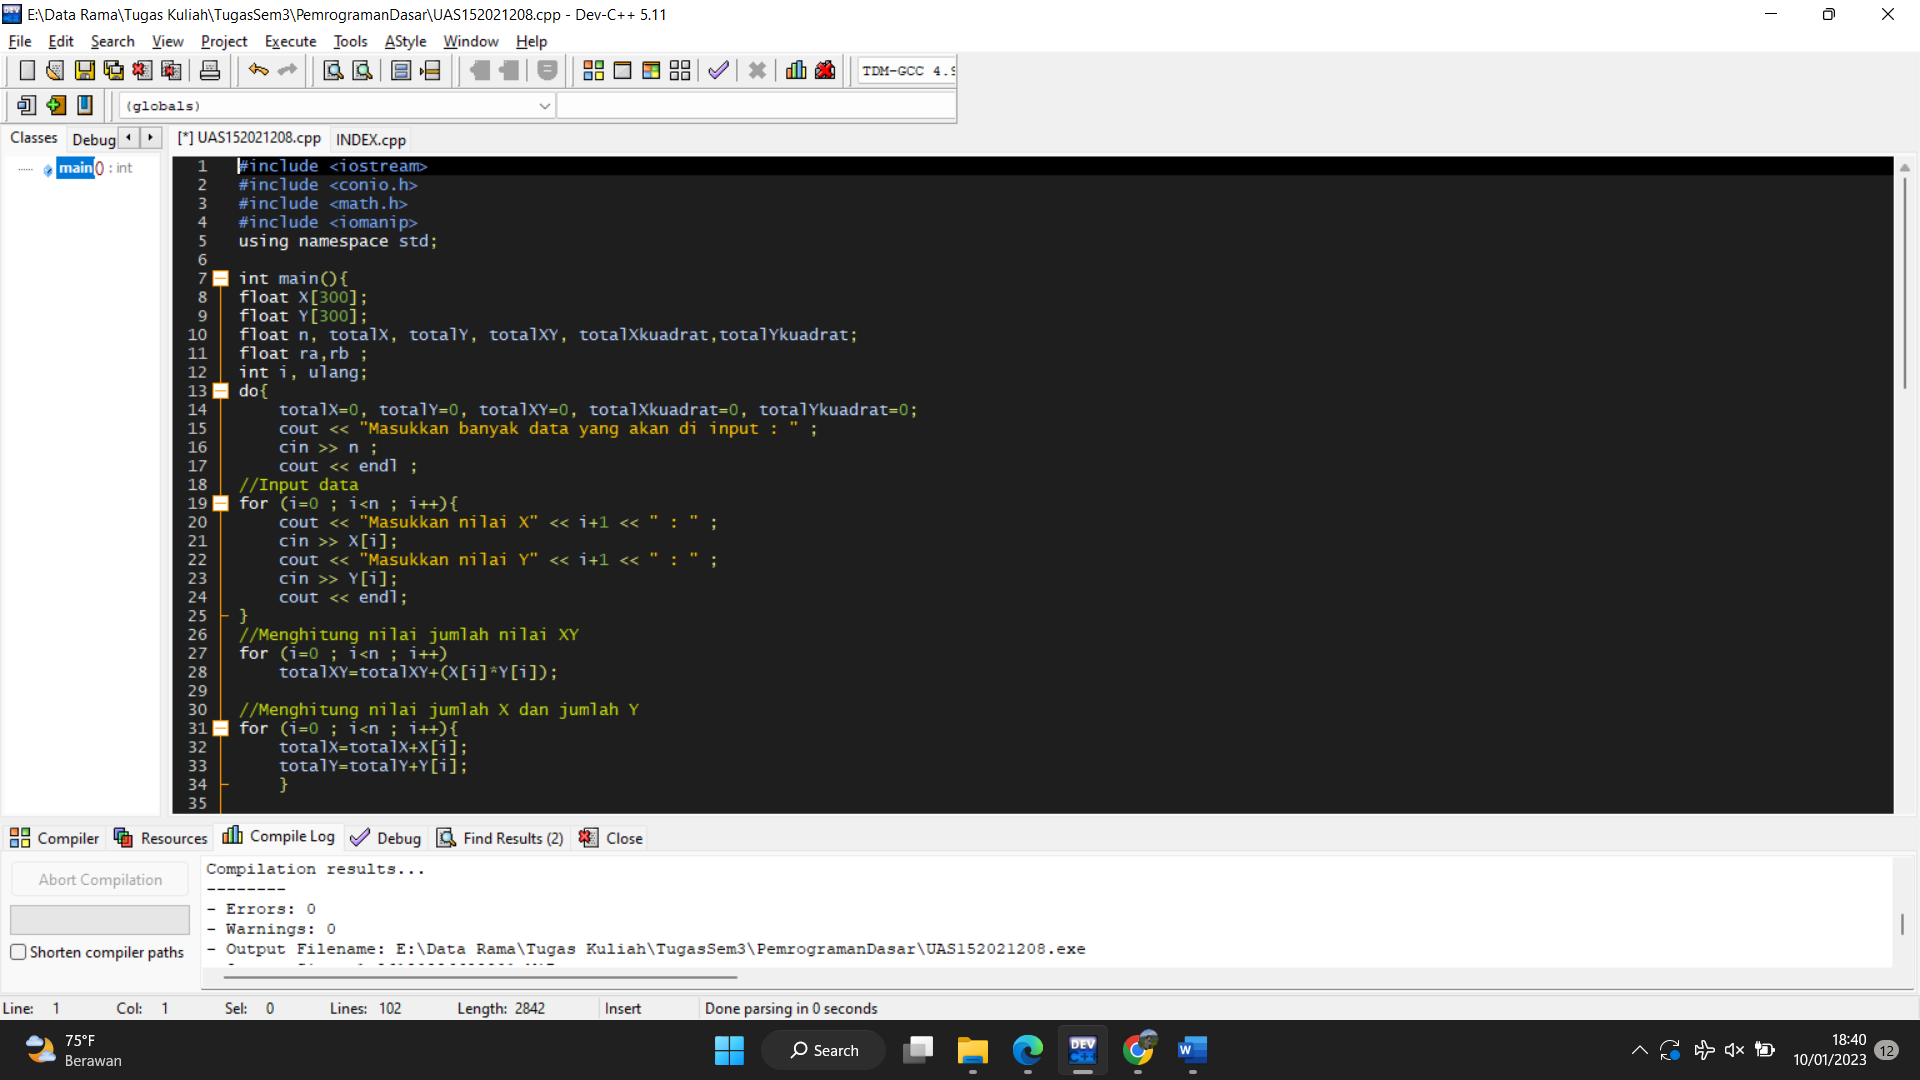 E:\Data Rama\Tugas Kuliah\TugasSem3\PemrogramanDasar\UAS152021208.cpp - Dev-C++ 5.11
File Edit Search View Project Execute Tools AStyle Window Help
TDM-GCC 4.9
(globals)
Classes Debug [*] UAS152021208.cpp INDEX.cpp
main() : int
1 #include <iostream>
2 #include <conio.h>
3 #include <math.h>
4 #include <iomanip>
5 using namespace std;
6
7 int main(){
8 float X[300];
9 float Y[300];
10 float n, totalX, totalY, totalXY, totalXkuadrat,totalYkuadrat;
11 float ra,rb ;
12 int i, ulang;
13 do{
14 totalX=0, totalY=0, totalXY=0, totalXkuadrat=0, totalYkuadrat=0;
15 cout << "Masukkan banyak data yang akan di input : " ;
16 cin >> n ;
17 cout << endl ;
18 //Input data
19 for (i=0 ; i<n ; i++){
20 cout << "Masukkan nilai X" << i+1 << " : " ;
21 cin >> X[i];
22 cout << "Masukkan nilai Y" << i+1 << " : " ;
23 cin >> Y[i];
24 cout << endl;
25 }
26 //Menghitung nilai jumlah nilai XY
27 for (i=0 ; i<n ; i++)
28 totalXY=totalXY+(X[i]*Y[i]);
29
30 //Menghitung nilai jumlah X dan jumlah Y
31 for (i=0 ; i<n ; i++){
32 totalX=totalX+X[i];
33 totalY=totalY+Y[i];
34 }
35
Compiler Resources Compile Log Debug Find Results (2) Close
Abort Compilation
Shorten compiler paths
Compilation results...
--------
- Errors: 0
- Warnings: 0
- Output Filename: E:\Data Rama\Tugas Kuliah\TugasSem3\PemrogramanDasar\UAS152021208.exe
Line: 1 Col: 1 Sel: 0 Lines: 102 Length: 2842 Insert Done parsing in 0 seconds
75°F
Berawan
Search
DEV C++
W
18:40
10/01/2023
12